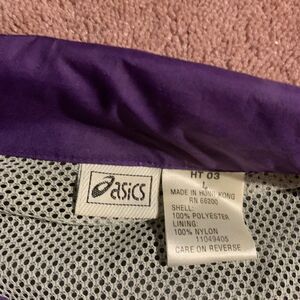 asics
HT 03
L
MADE IN HONG KONG
RN 66200
SHELL:
100% POLYESTER
LINING:
100% NYLON
11049405
CARE ON REVERSE